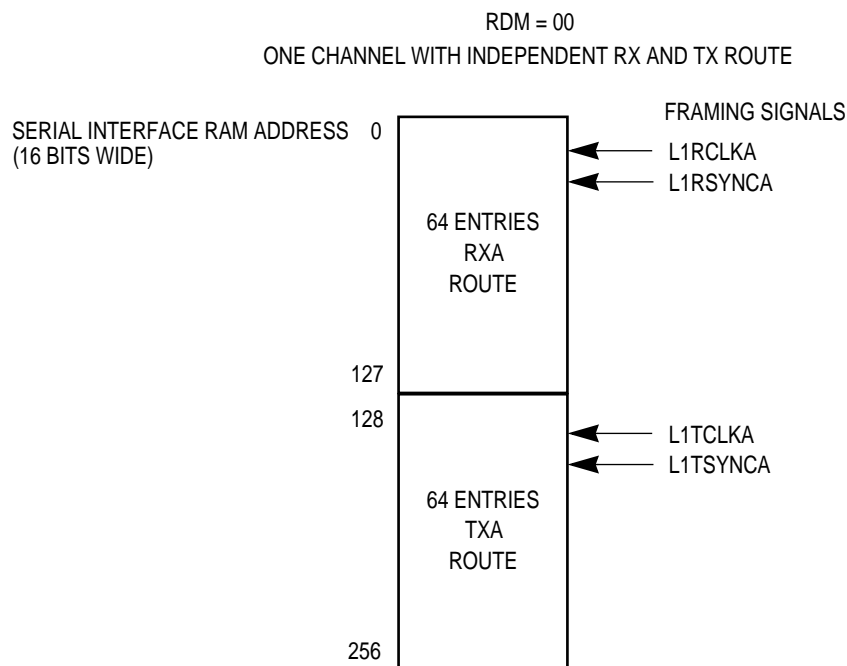 RDM = 00
ONE CHANNEL WITH INDEPENDENT RX AND TX ROUTE
FRAMING SIGNALS
SERIAL INTERFACE RAM ADDRESS 0
(16 BITS WIDE)
L1RCLKA
L1RSYNCA
64 ENTRIES
RXA
ROUTE
127
128
L1TCLKA
L1TSYNCA
64 ENTRIES
TXA
ROUTE
256